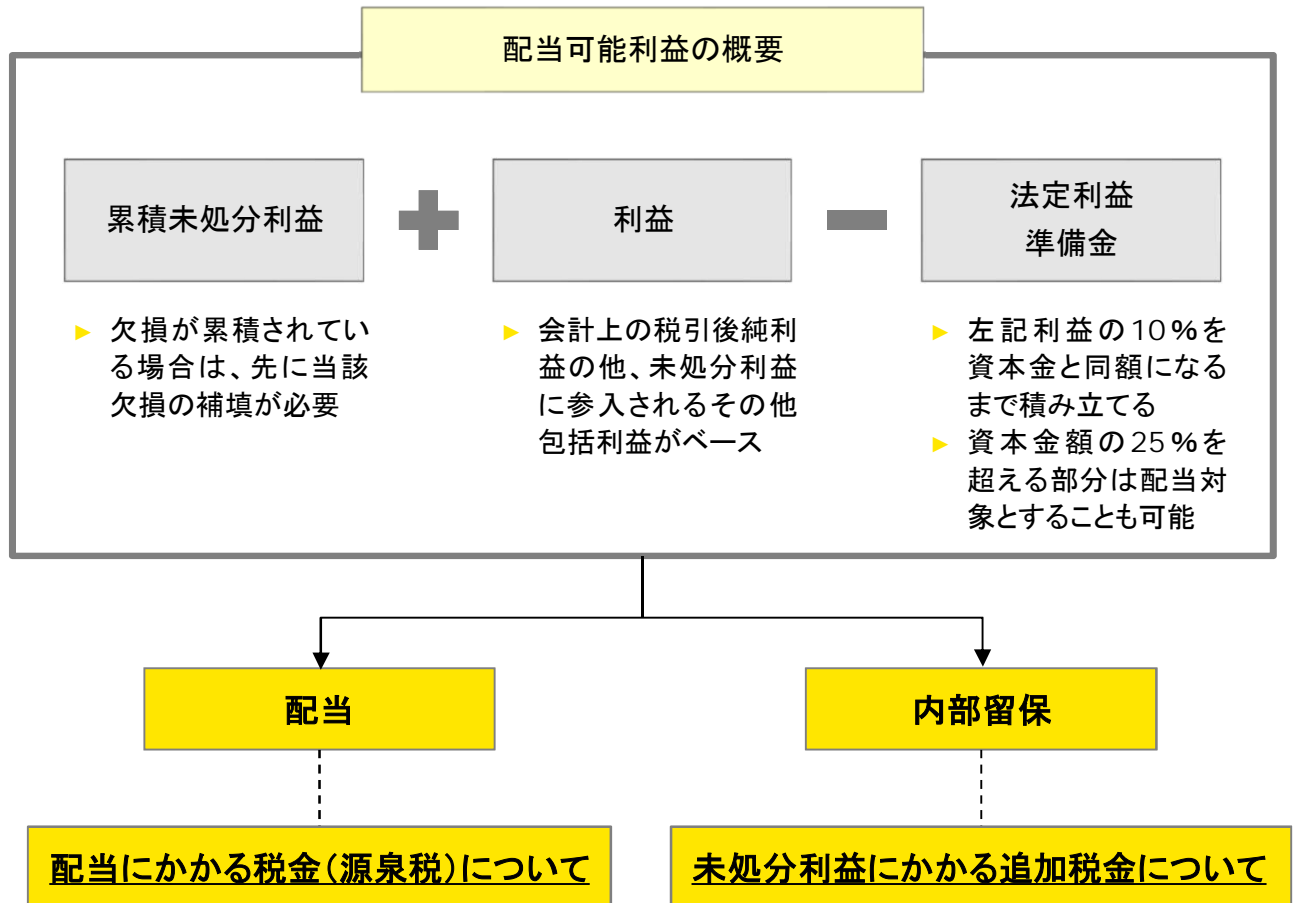 配当可能利益の概要
累積未処分利益
利益
法定利益
準備金
► 欠損が累積されてい
る場合は、先に当該
欠損の補填が必要
► 会計上の税引後純利
益の他、未処分利益
に参入されるその他
包括利益がベース
► 左記利益の10%を
資本金と同額になる
まで積み立てる
► 資本金額の25%を
超える部分は配当対
象とすることも可能
配当
内部留保
配当にかかる税金(源泉税)について
未処分利益にかかる追加税金について